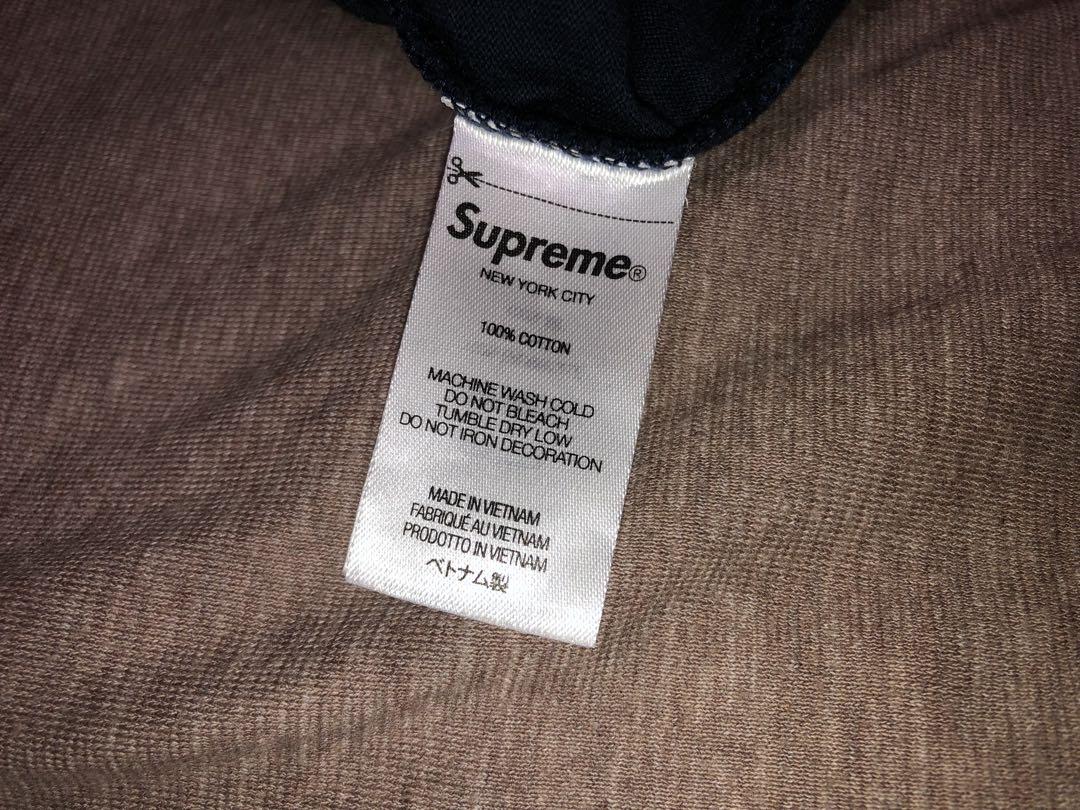 Supreme®
NEW YORK CITY
100% COTTON
MACHINE WASH COLD
DO NOT BLEACH
TUMBLE DRY LOW
DO NOT IRON DECORATION
MADE IN VIETNAM
FABRIQUÉ AU VIETNAM
PRODOTTO IN VIETNAM
ベトナム製